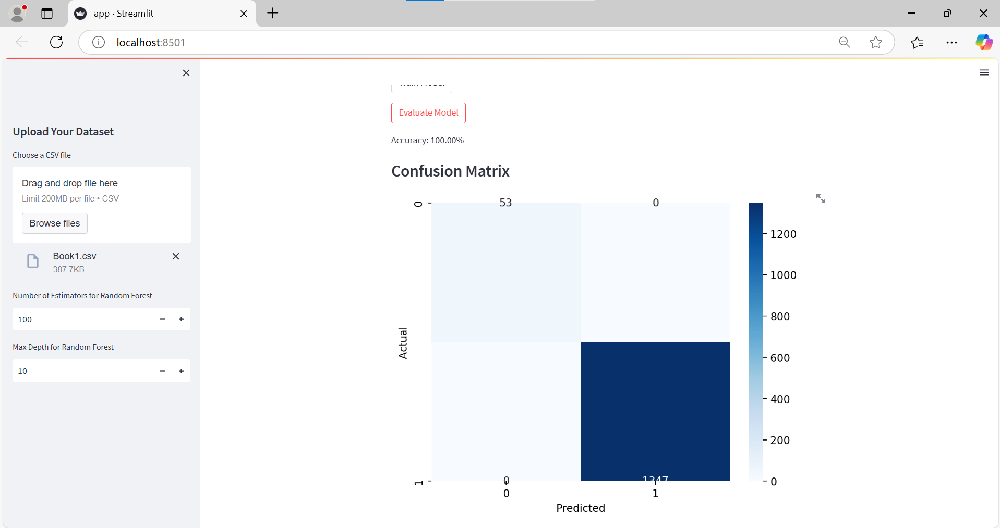 app · Streamlit
localhost:8501
Upload Your Dataset
Choose a CSV file
Drag and drop file here
Limit 200MB per file • CSV
Browse files
Book1.csv
387.7KB
Number of Estimators for Random Forest
100
Max Depth for Random Forest
10
Train Model
Evaluate Model
Accuracy: 100.00%
Confusion Matrix
0
53
0
1200
1000
800
Actual
600
400
200
1
0
1347
0
0
1
Predicted